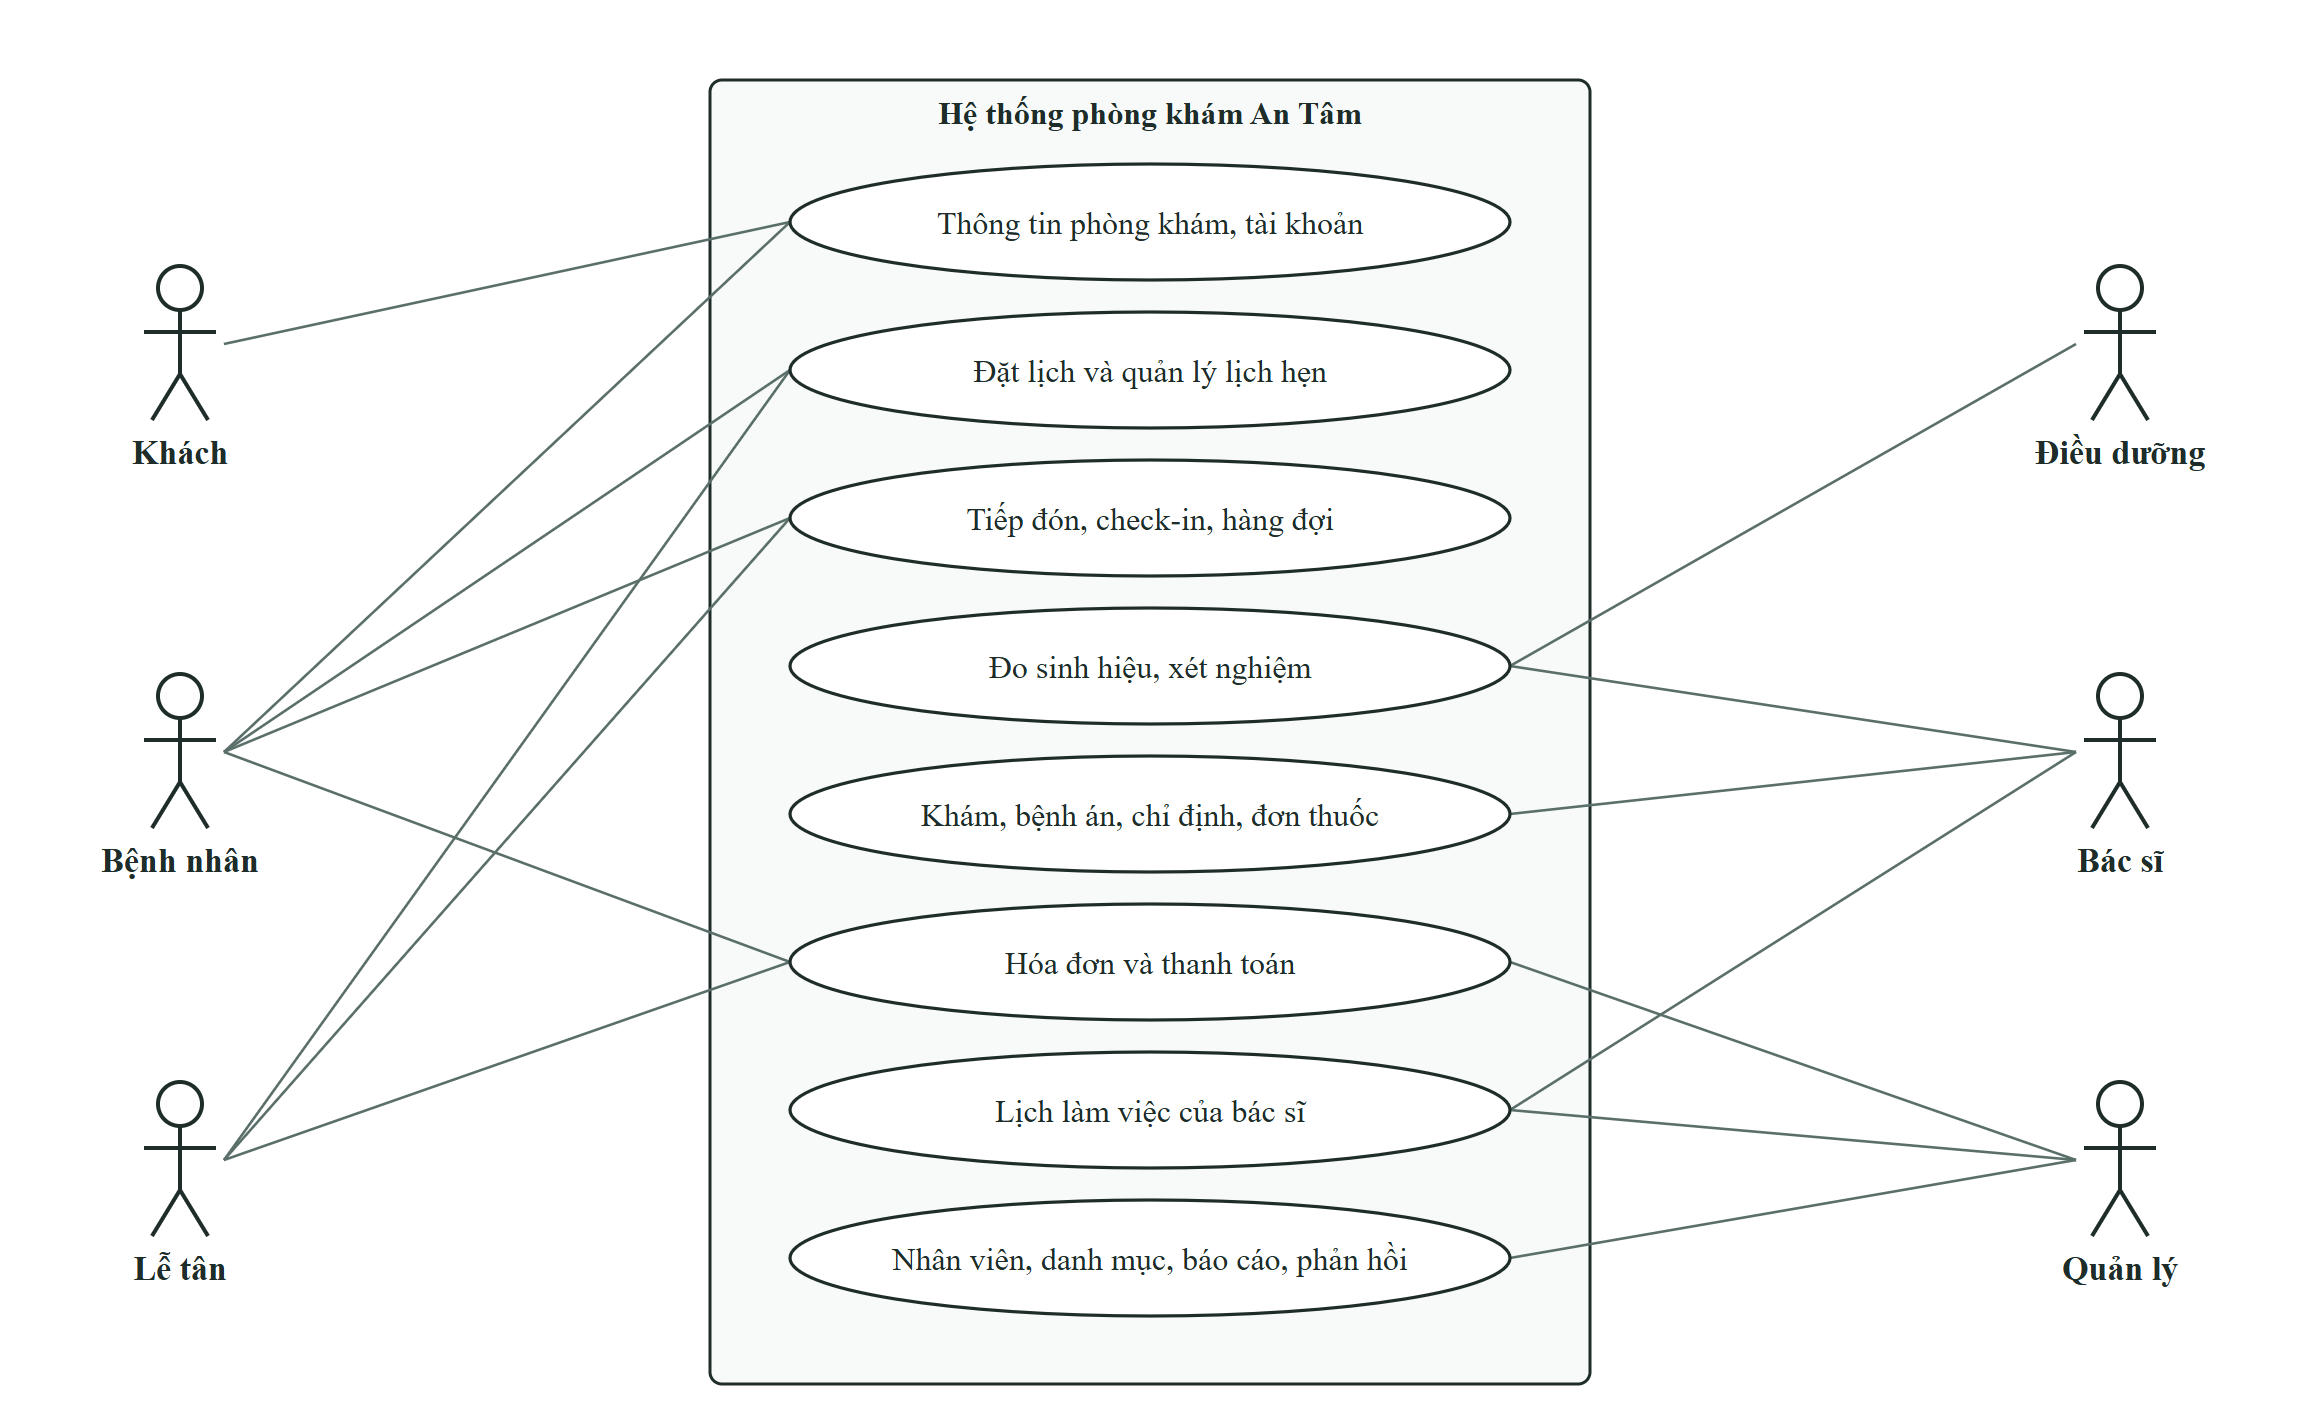 Hệ thống phòng khám An Tâm
Thông tin phòng khám, tài khoản
Đặt lịch và quản lý lịch hẹn
Tiếp đón, check-in, hàng đợi
Đo sinh hiệu, xét nghiệm
Khám, bệnh án, chỉ định, đơn thuốc
Hóa đơn và thanh toán
Lịch làm việc của bác sĩ
Nhân viên, danh mục, báo cáo, phản hồi
Khách
Bệnh nhân
Lễ tân
Điều dưỡng
Bác sĩ
Quản lý